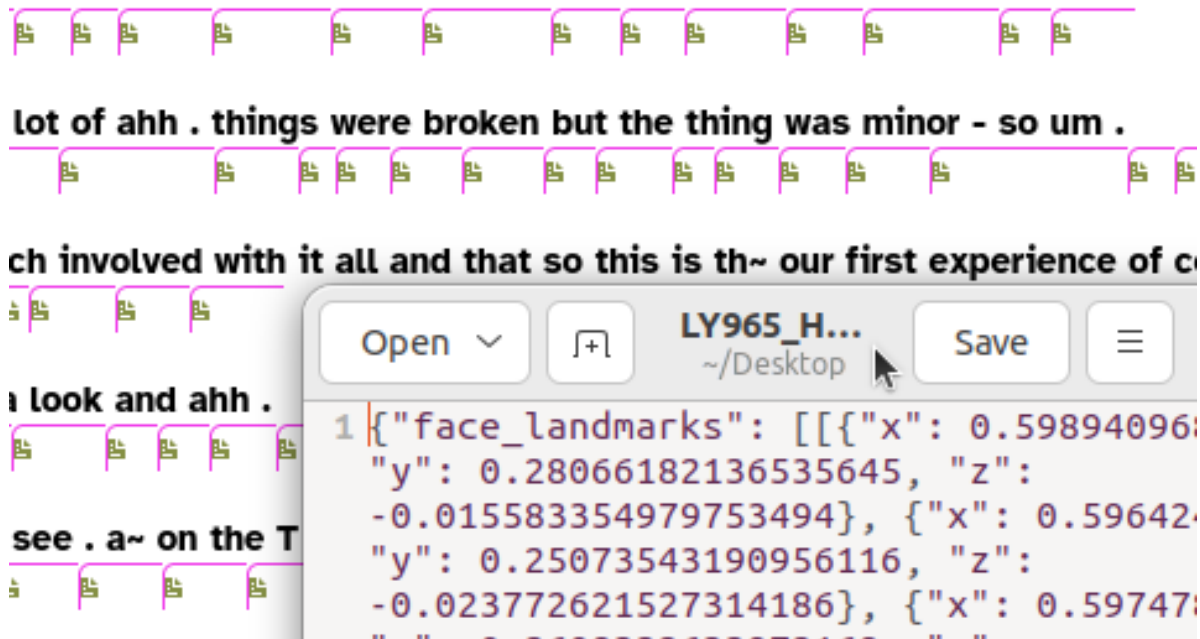 lot of ahh . things were broken but the thing was minor - so um .
ch involved with it all and that so this is th~ our first experience of c
Open
LY965_H...
~/Desktop
Save
a look and ahh .
1 {"face_landmarks": [[{"x": 0.59894096
"y": 0.28066182136535645, "z":
-0.015583354979753494}, {"x": 0.59642
see . a~ on the T
"y": 0.25073543190956116, "z":
-0.023772621527314186}, {"x": 0.59747